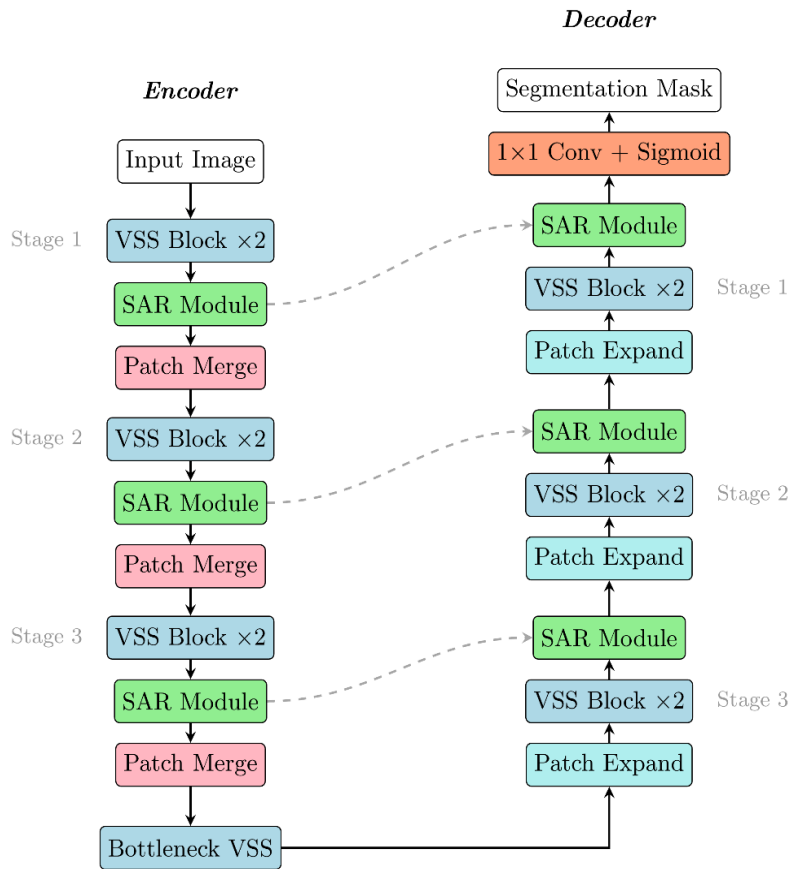 Encoder
Input Image
Stage 1
VSS Block ×2
SAR Module
Patch Merge
Stage 2
VSS Block ×2
SAR Module
Patch Merge
Stage 3
VSS Block ×2
SAR Module
Patch Merge
Bottleneck VSS
Decoder
Segmentation Mask
1×1 Conv + Sigmoid
SAR Module
VSS Block ×2
Stage 1
Patch Expand
SAR Module
VSS Block ×2
Stage 2
Patch Expand
SAR Module
VSS Block ×2
Stage 3
Patch Expand